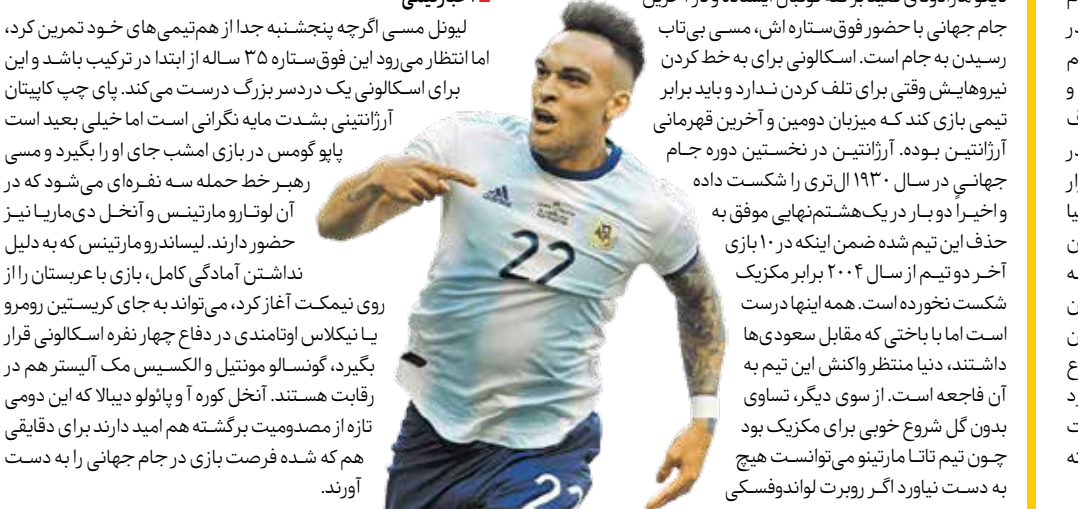 جام جهانی با حضور فوق‌ستاره اش، مسی بی‌تاب
رسیدن به جام است. اسکالونی برای به خط کردن
نیروهایش وقتی برای تلف کردن ندارد و باید برابر
تیمی بازی کند که میزبان دومین و آخرین قهرمانی
آرژانتین بوده. آرژانتین در نخستین دوره جام
جهانی در سال ۱۹۳۰ ال‌تری را شکست داده
و اخیراً دو بار در یک‌هشتم‌نهایی موفق به
حذف این تیم شده ضمن اینکه در ۱۰ بازی
آخر دو تیم از سال ۲۰۰۴ برابر مکزیک
شکست نخورده است. همه اینها درست
است اما با باختی که مقابل سعودی‌ها
داشتند، دنیا منتظر واکنش این تیم به
آن فاجعه است. از سوی دیگر، تساوی
بدون گل شروع خوبی برای مکزیک بود
چون تیم تاتا مارتینو می‌توانست هیچ
به دست نیاورد اگر روبرت لواندوفسکی
لیونل مسی اگرچه پنجشنبه جدا از هم‌تیمی‌های خود تمرین کرد،
اما انتظار می‌رود این فوق‌ستاره ۳۵ ساله از ابتدا در ترکیب باشد و این
برای اسکالونی یک دردسر بزرگ درست می‌کند. پای چپ کاپیتان
آرژانتینی بشدت مایه نگرانی است اما خیلی بعید است
پاپو گومس در بازی امشب جای او را بگیرد و مسی
رهبر خط حمله سه نفره‌ای می‌شود که در
آن لوتارو مارتینس و آنخل دی‌ماریا نیز
حضور دارند. لیساندرو مارتینس که به دلیل
نداشتن آمادگی کامل، بازی با عربستان را از
روی نیمکت آغاز کرد، می‌تواند به جای کریستین رومرو
یا نیکلاس اوتامندی در دفاع چهار نفره اسکالونی قرار
بگیرد، گونسالو مونتیل و الکسیس مک آلیستر هم در
رقابت هستند. آنخل کوره آ و پائولو دیبالا که این دومی
تازه از مصدومیت برگشته هم امید دارند برای دقایقی
هم که شده فرصت بازی در جام جهانی را به دست
آورند.
22
22